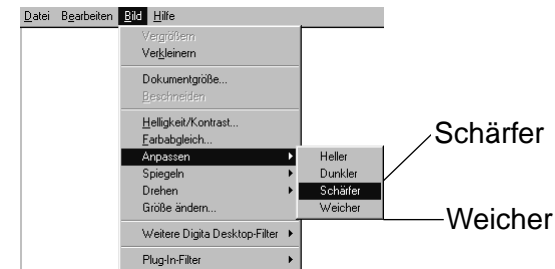 Datei Bearbeiten Bild Hilfe
Vergrößern
Verkleinern
Dokumentgröße...
Beschneiden
Helligkeit/Kontrast...
Farbabgleich...
Anpassen
Spiegeln
Drehen
Größe ändern...
Weitere Digita Desktop-Filter
Plug-In-Filter
Heller
Dunkler
Schärfer
Weicher
Schärfer
Weicher